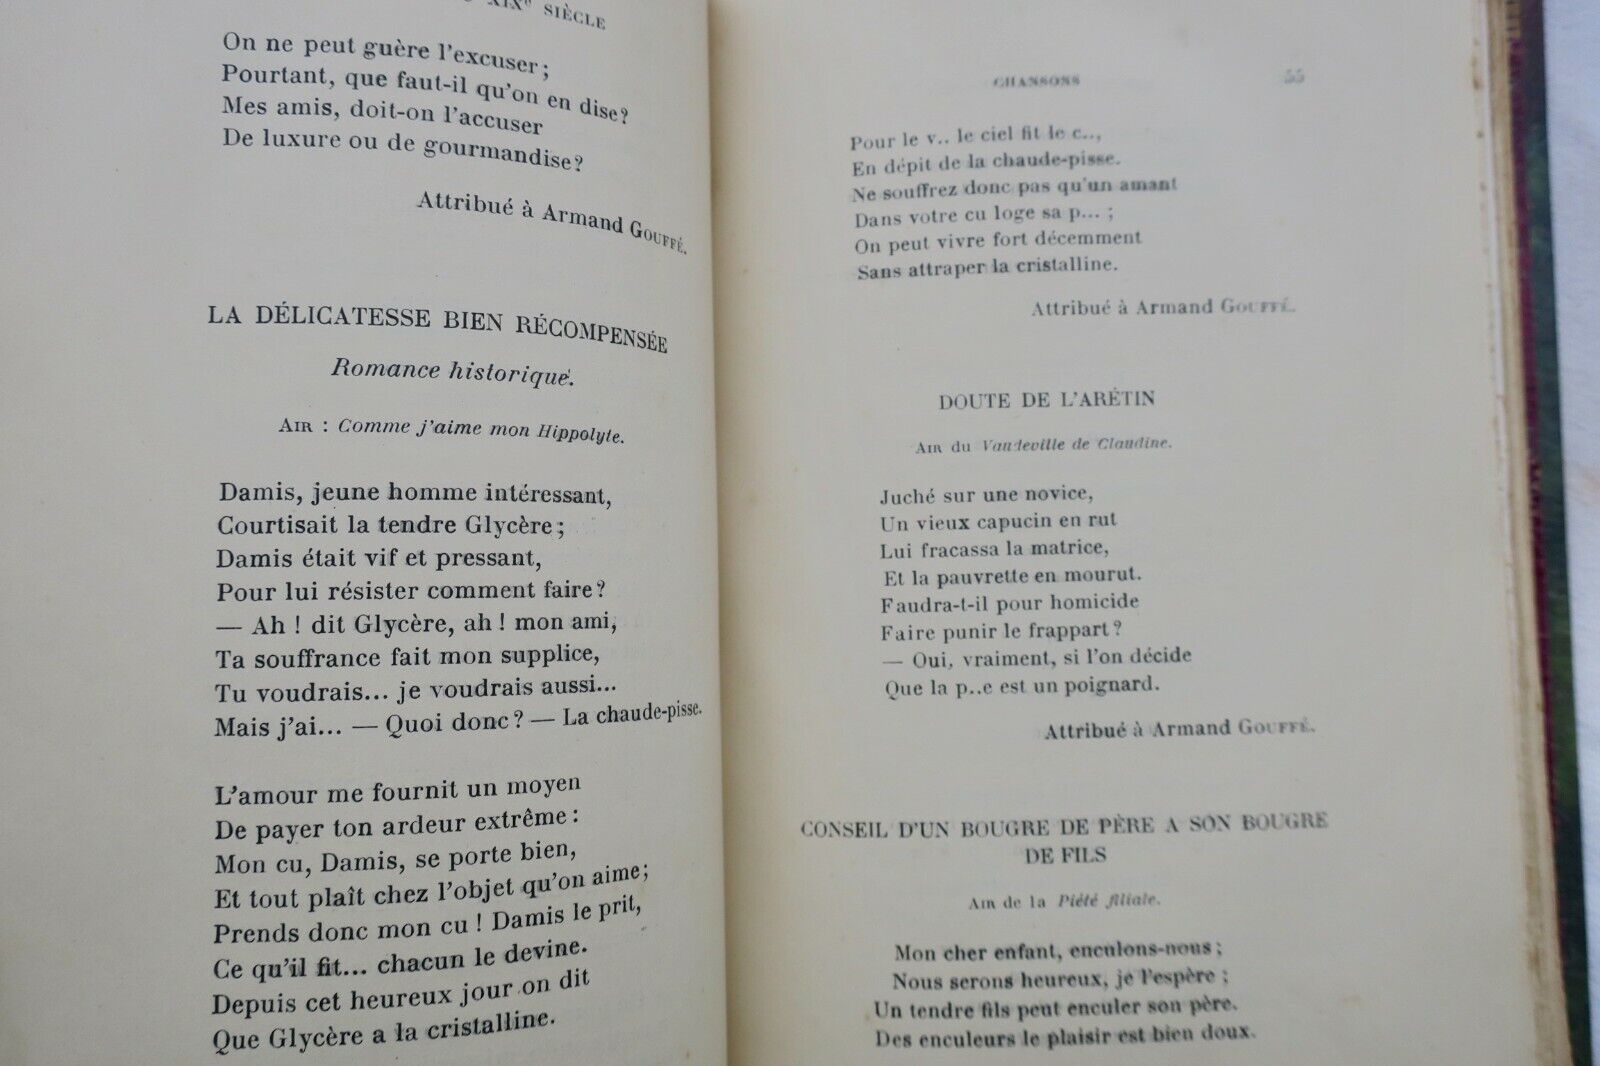 XIXe SIÈCLE
On ne peut guère l'excuser ;
Pourtant, que faut-il qu'on en dise?
Mes amis, doit-on l'accuser
De luxure ou de gourmandise?
Attribué à Armand GOUFFÉ.
LA DÉLICATESSE BIEN RÉCOMPENSÉE
Romance historique.
AIR : Comme j'aime mon Hippolyte.
Damis, jeune homme intéressant,
Courtisait la tendre Glycère ;
Damis était vif et pressant,
Pour lui résister comment faire?
— Ah ! dit Glycère, ah ! mon ami,
Ta souffrance fait mon supplice,
Tu voudrais... je voudrais aussi...
Mais j'ai... — Quoi donc ? — La chaude-pisse.
L'amour me fournit un moyen
De payer ton ardeur extrême :
Mon cu, Damis, se porte bien,
Et tout plaît chez l'objet qu'on aime ;
Prends donc mon cu ! Damis le prit,
Ce qu'il fit... chacun le devine.
Depuis cet heureux jour on dit
Que Glycère a la cristalline.
CHANSONS 55
Pour le v.. le ciel fit le c..,
En dépit de la chaude-pisse.
Ne souffrez donc pas qu'un amant
Dans votre cu loge sa p... ;
On peut vivre fort décemment
Sans attraper la cristalline.
Attribué à Armand GOUFFÉ.
DOUTE DE L'ARÉTIN
AIR du Vaudeville de Claudine.
Juché sur une novice,
Un vieux capucin en rut
Lui fracassa la matrice,
Et la pauvrette en mourut.
Faudra-t-il pour homicide
Faire punir le frappart ?
— Oui, vraiment, si l'on décide
Que la p..e est un poignard.
Attribué à Armand GOUFFÉ.
CONSEIL D'UN BOUGRE DE PÈRE A SON BOUGRE
DE FILS
AIR de la Piété filiale.
Mon cher enfant, enculons-nous ;
Nous serons heureux, je l'espère ;
Un tendre fils peut enculer son père.
Des enculeurs le plaisir est bien doux.